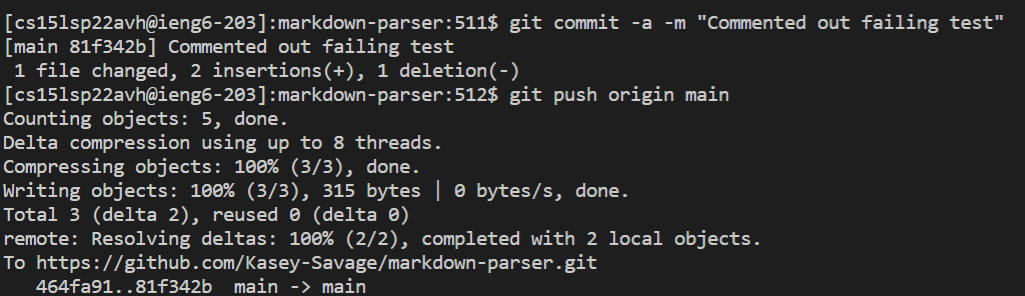 [cs15lsp22avh@ieng6-203]:markdown-parser:511$ git commit -a -m "Commented out failing test"
[main 81f342b] Commented out failing test
 1 file changed, 2 insertions(+), 1 deletion(-)
[cs15lsp22avh@ieng6-203]:markdown-parser:512$ git push origin main
Counting objects: 5, done.
Delta compression using up to 8 threads.
Compressing objects: 100% (3/3), done.
Writing objects: 100% (3/3), 315 bytes | 0 bytes/s, done.
Total 3 (delta 2), reused 0 (delta 0)
remote: Resolving deltas: 100% (2/2), completed with 2 local objects.
To https://github.com/Kasey-Savage/markdown-parser.git
   464fa91..81f342b  main -> main